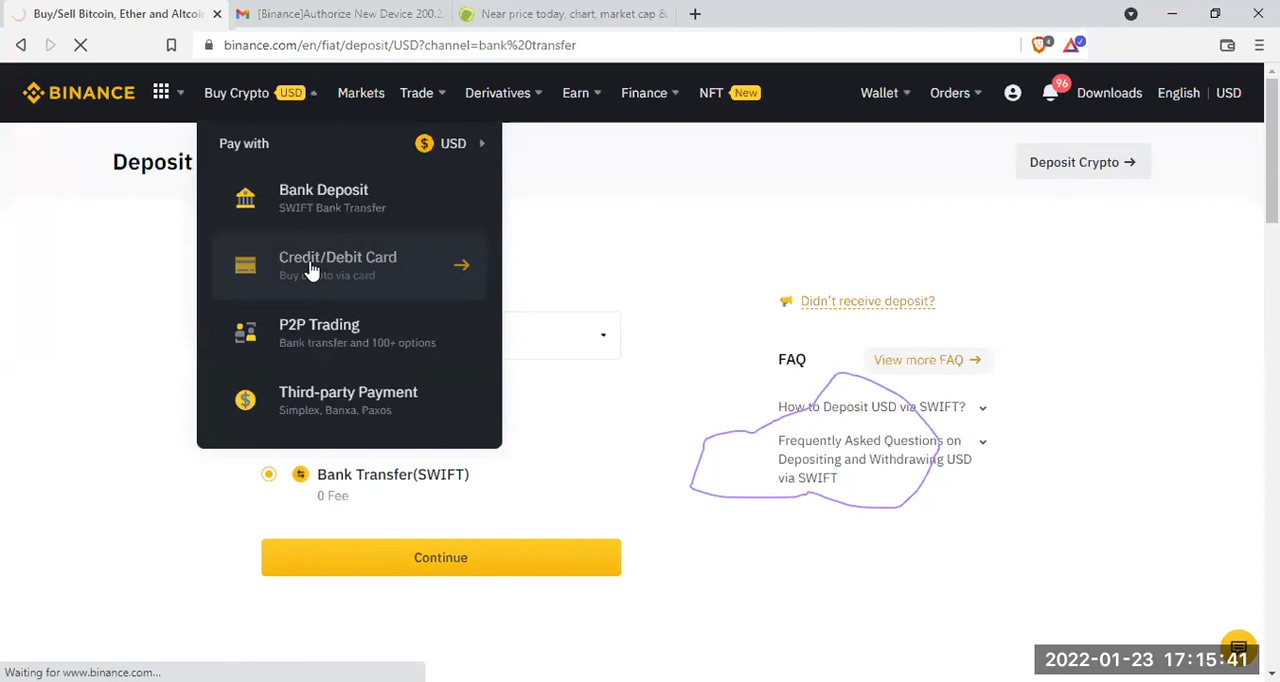 Buy/Sell Bitcoin, Ether and Altcoi
[Binance]Authorize New Device 200.2
Near price today, chart, market cap &
binance.com/en/fiat/deposit/USD?channel=bank%20transfer
BINANCE
Buy Crypto USD
Markets
Trade
Derivatives
Earn
Finance
NFT New
Wallet
Orders
96
Downloads
English | USD
Deposit
Deposit Crypto →
Pay with
USD
Bank Deposit
SWIFT Bank Transfer
Credit/Debit Card
Buy crypto via card
P2P Trading
Bank transfer and 100+ options
Third-party Payment
Simplex, Banxa, Paxos
Bank Transfer(SWIFT)
0 Fee
Continue
Didn't receive deposit?
FAQ
View more FAQ →
How to Deposit USD via SWIFT?
Frequently Asked Questions on
Depositing and Withdrawing USD
via SWIFT
Waiting for www.binance.com...
2022-01-23 17:15:41